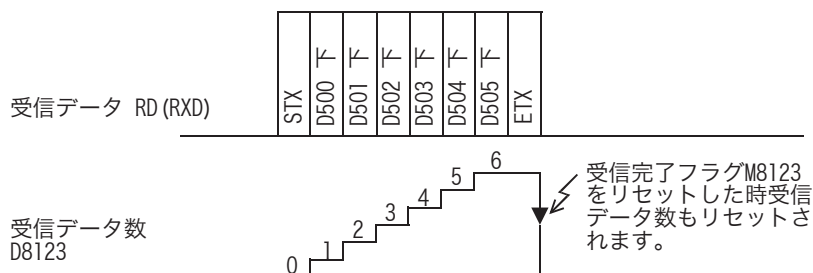 STX
D500 下
D501 下
D502 下
D503 下
D504 下
D505 下
ETX
受信データ RD(RXD)
受信データ数
D8123
0
1
2
3
4
5
6
受信完了フラグM8123
をリセットした時受信
データ数もリセットさ
れます。